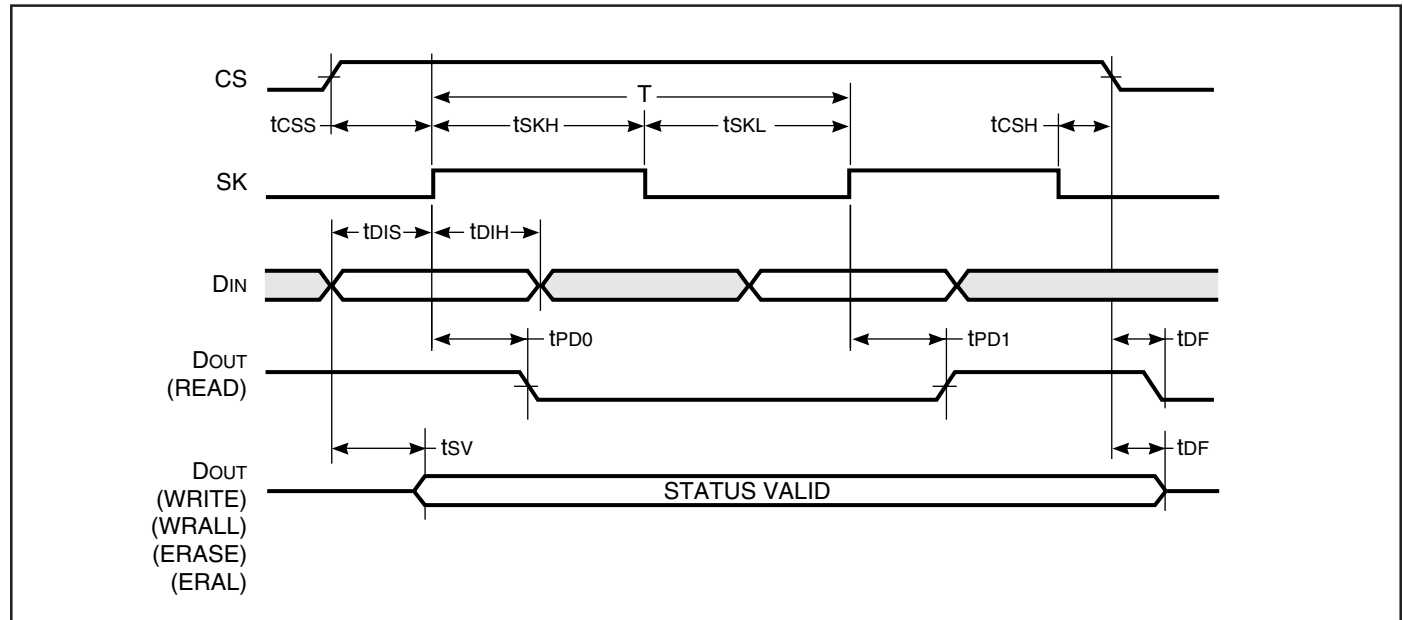 CS
T
tCSS
tSKH
tSKL
tCSH
SK
tDIS
tDIH
DIN
tPD0
tPD1
tDF
DOUT
(READ)
tSV
tDF
DOUT
(WRITE)
(WRALL)
(ERASE)
(ERAL)
STATUS VALID